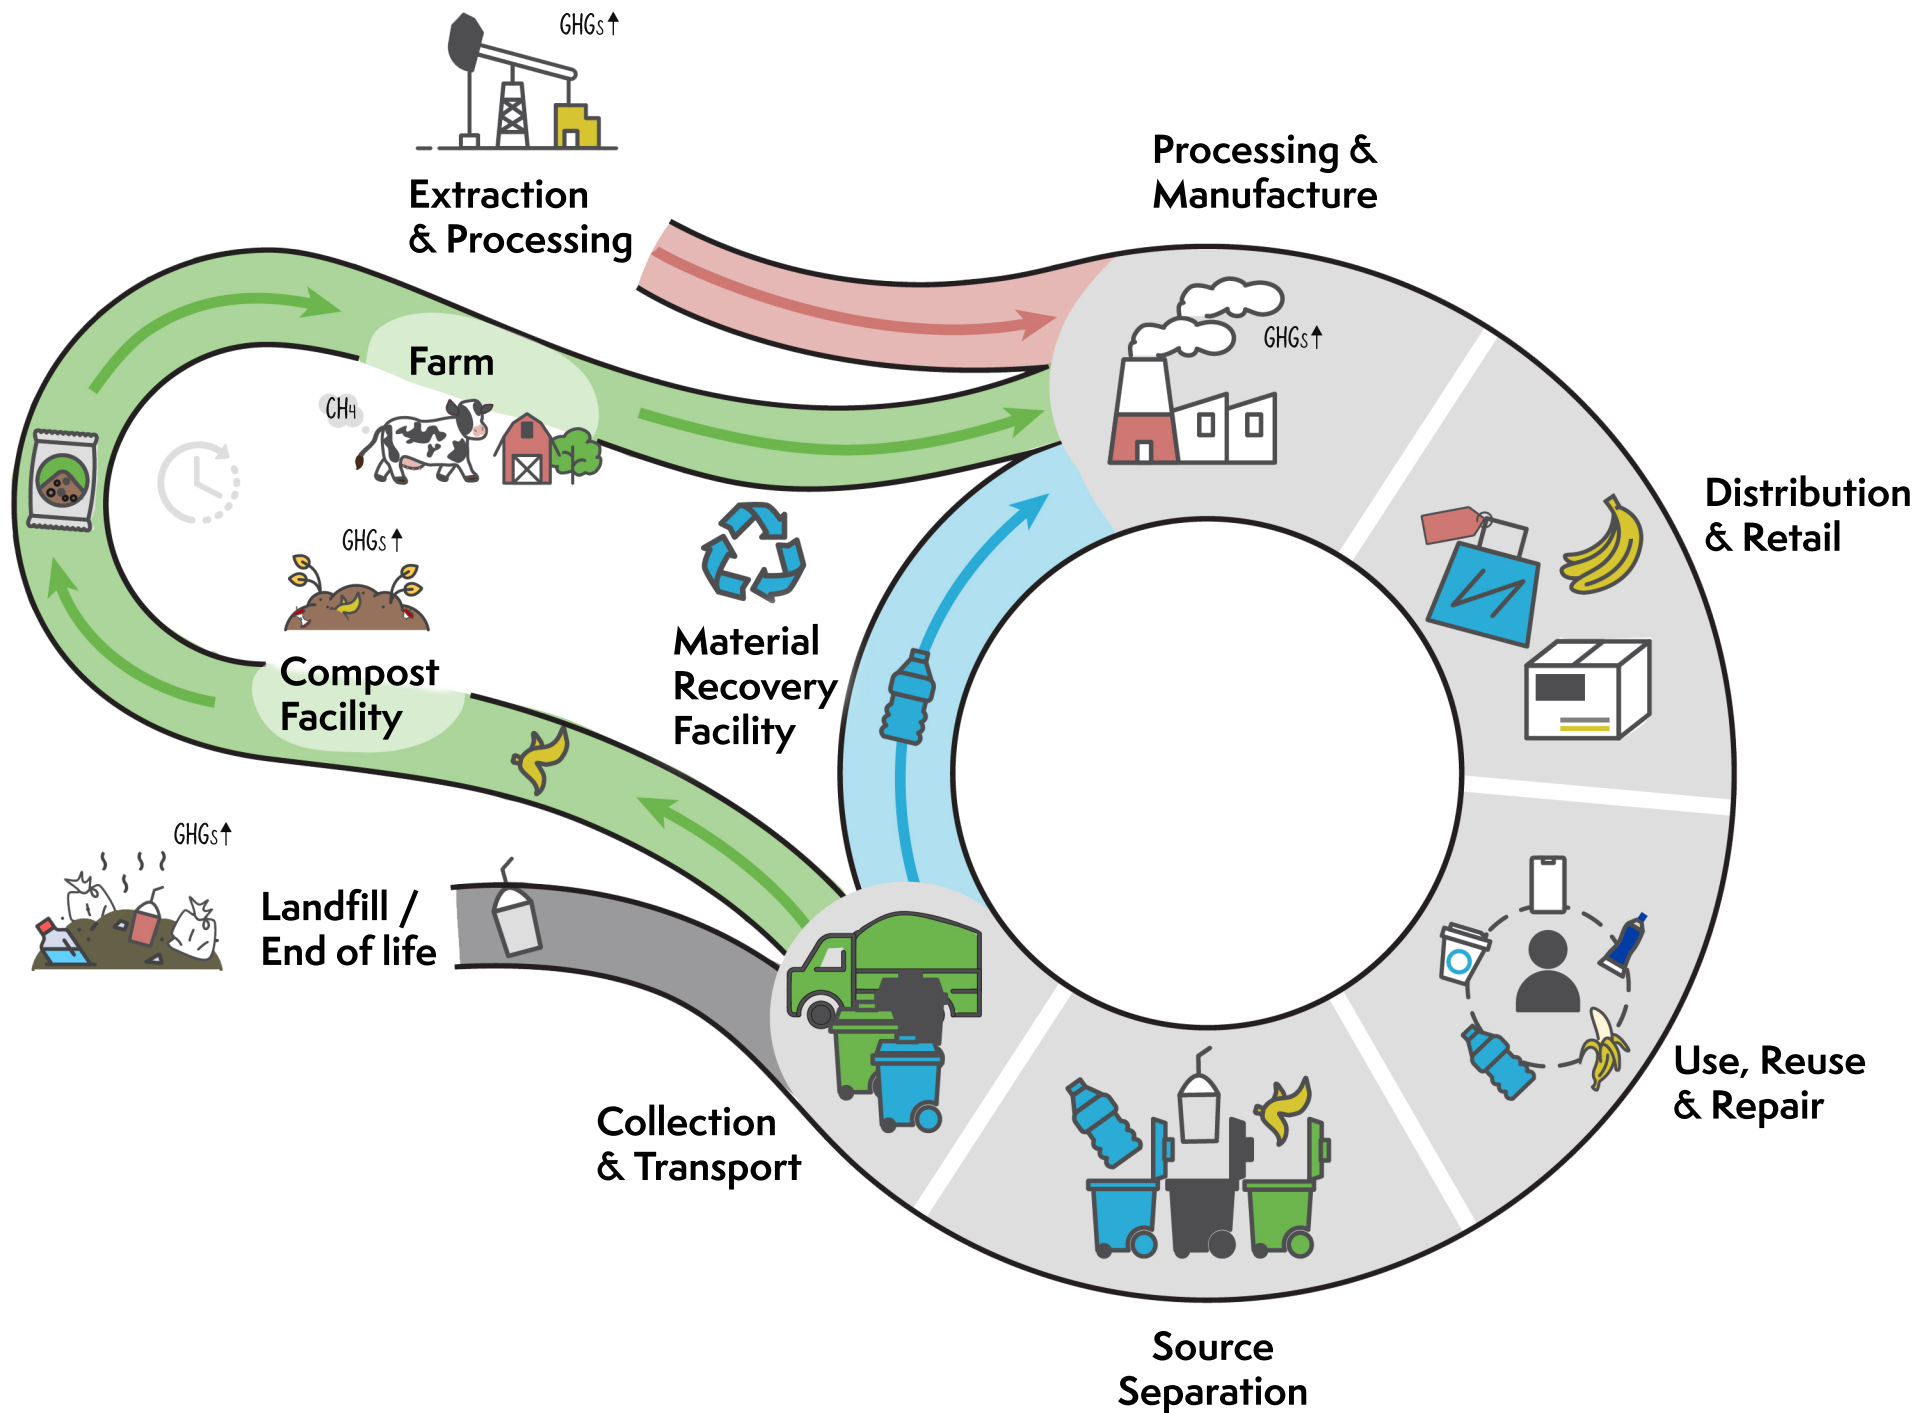 GHGs↑
Extraction
& Processing
Processing &
Manufacture
GHGs↑
Farm
CH4
Distribution
& Retail
GHGs↑
Material
Recovery
Facility
Compost
Facility
GHGs↑
Landfill /
End of life
Use, Reuse
& Repair
Collection
& Transport
Source
Separation